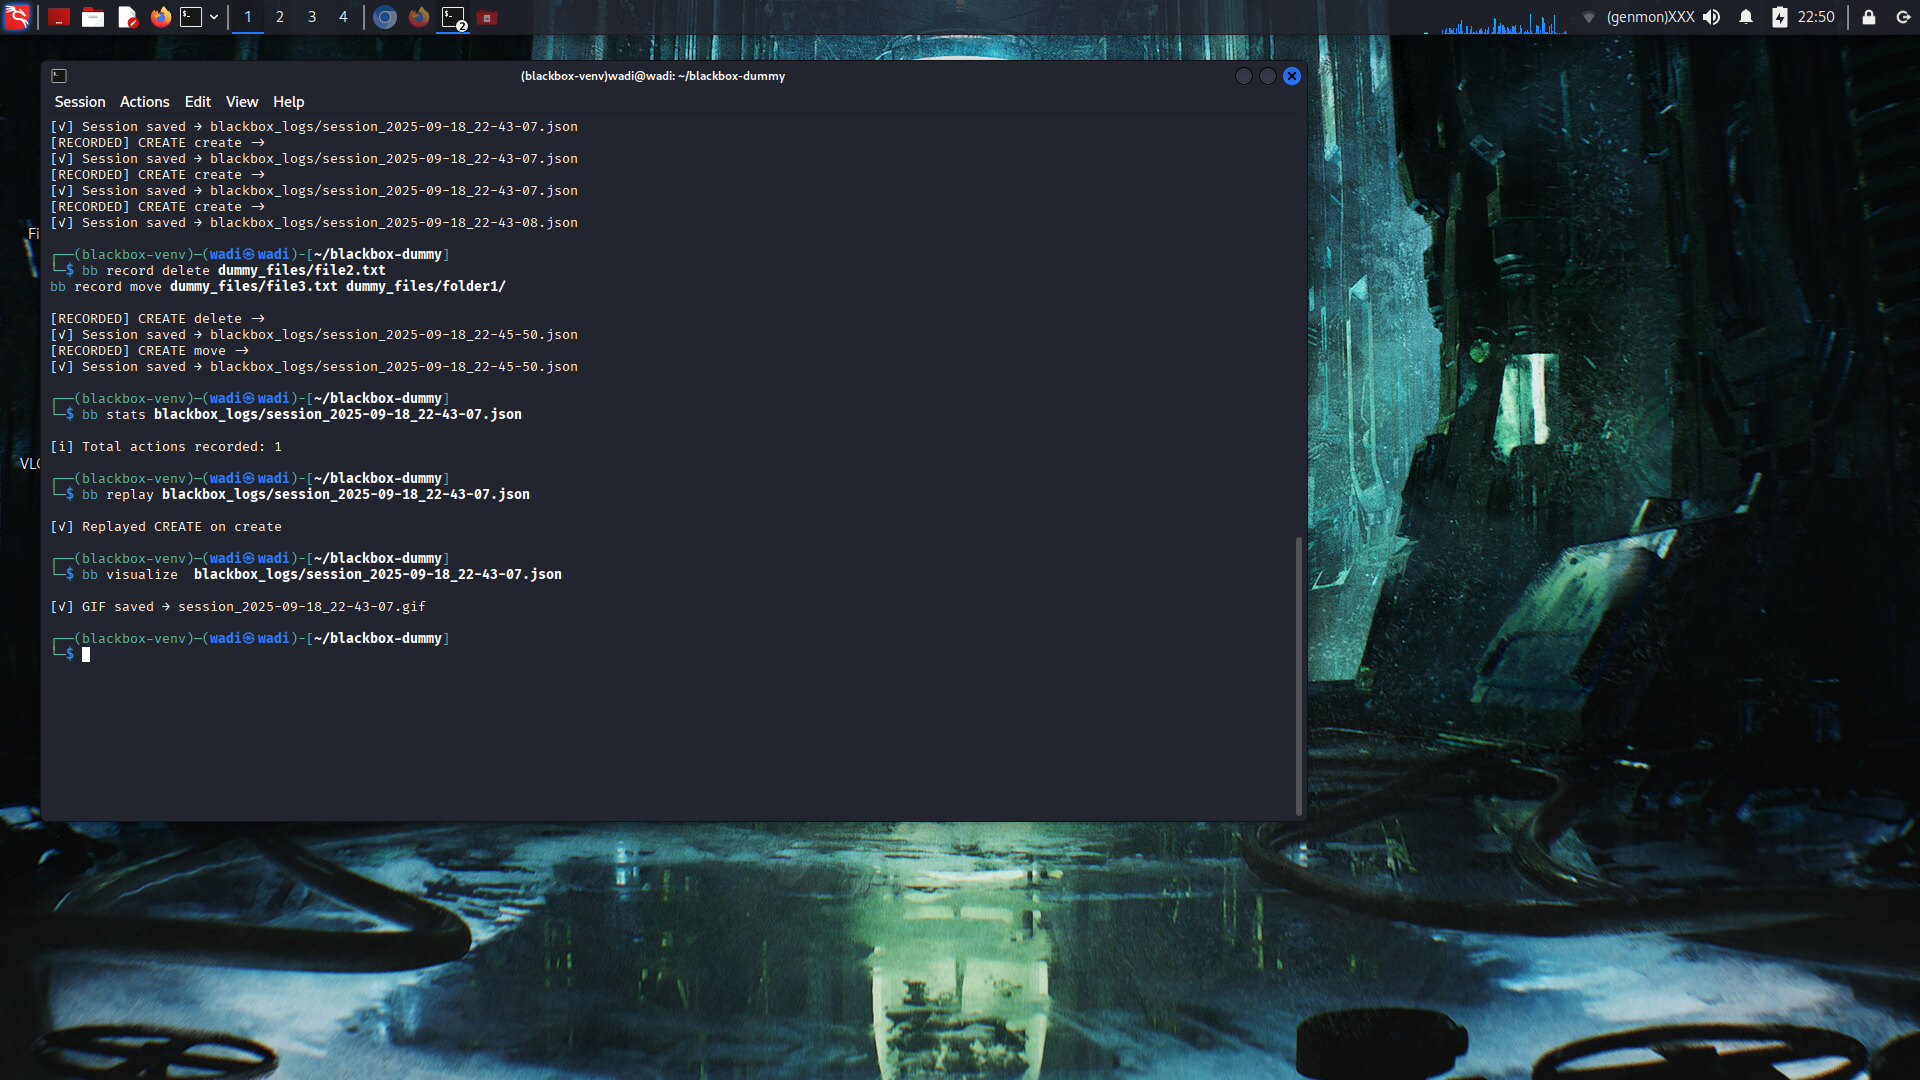 1 2 3 4 2 (genmon)XXX 22:50
(blackbox-venv)wadi@wadi: ~/blackbox-dummy
Session Actions Edit View Help
[√] Session saved → blackbox_logs/session_2025-09-18_22-43-07.json
[RECORDED] CREATE create →
[√] Session saved → blackbox_logs/session_2025-09-18_22-43-07.json
[RECORDED] CREATE create →
[√] Session saved → blackbox_logs/session_2025-09-18_22-43-07.json
[RECORDED] CREATE create →
[√] Session saved → blackbox_logs/session_2025-09-18_22-43-08.json
┌──(blackbox-venv)─(wadi㉿wadi)-[~/blackbox-dummy]
└─$ bb record delete dummy_files/file2.txt
bb record move dummy_files/file3.txt dummy_files/folder1/
[RECORDED] CREATE delete →
[√] Session saved → blackbox_logs/session_2025-09-18_22-45-50.json
[RECORDED] CREATE move →
[√] Session saved → blackbox_logs/session_2025-09-18_22-45-50.json
┌──(blackbox-venv)─(wadi㉿wadi)-[~/blackbox-dummy]
└─$ bb stats blackbox_logs/session_2025-09-18_22-43-07.json
[i] Total actions recorded: 1
┌──(blackbox-venv)─(wadi㉿wadi)-[~/blackbox-dummy]
└─$ bb replay blackbox_logs/session_2025-09-18_22-43-07.json
[√] Replayed CREATE on create
┌──(blackbox-venv)─(wadi㉿wadi)-[~/blackbox-dummy]
└─$ bb visualize  blackbox_logs/session_2025-09-18_22-43-07.json
[√] GIF saved → session_2025-09-18_22-43-07.gif
┌──(blackbox-venv)─(wadi㉿wadi)-[~/blackbox-dummy]
└─$
Fi
VLC